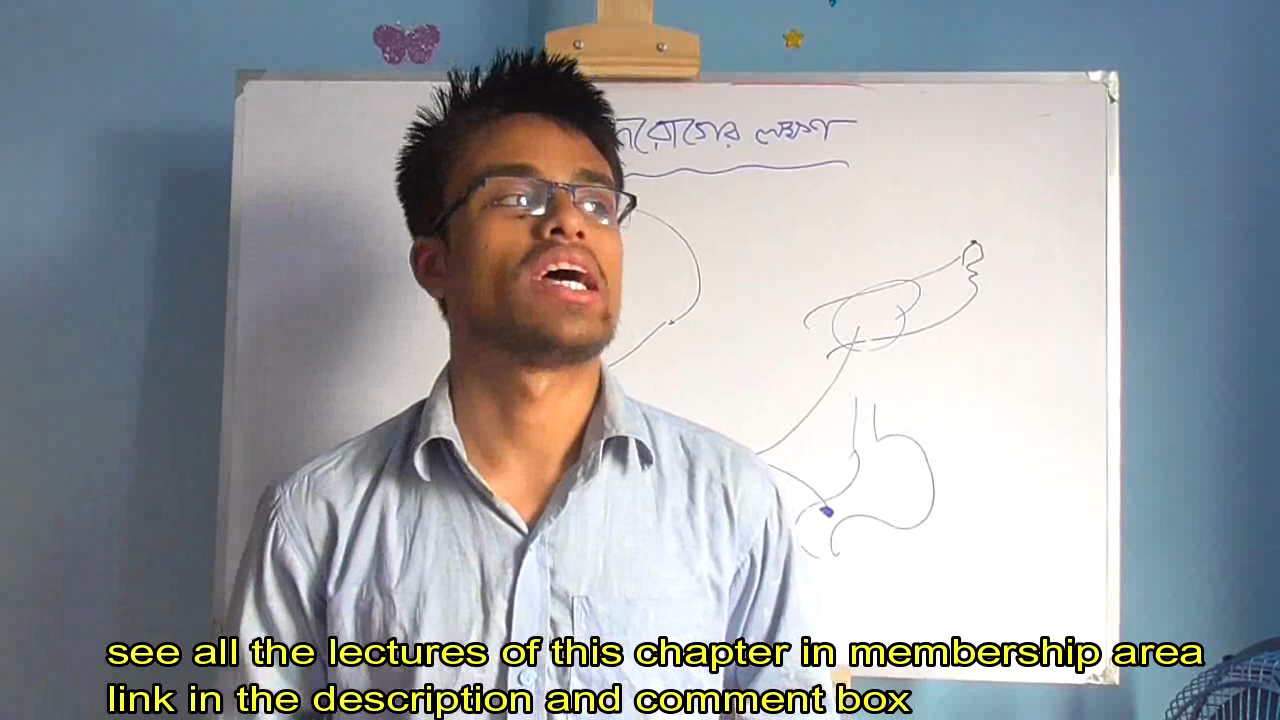 রোগের লক্ষণ
see all the lectures of this chapter in membership area
link in the description and comment box